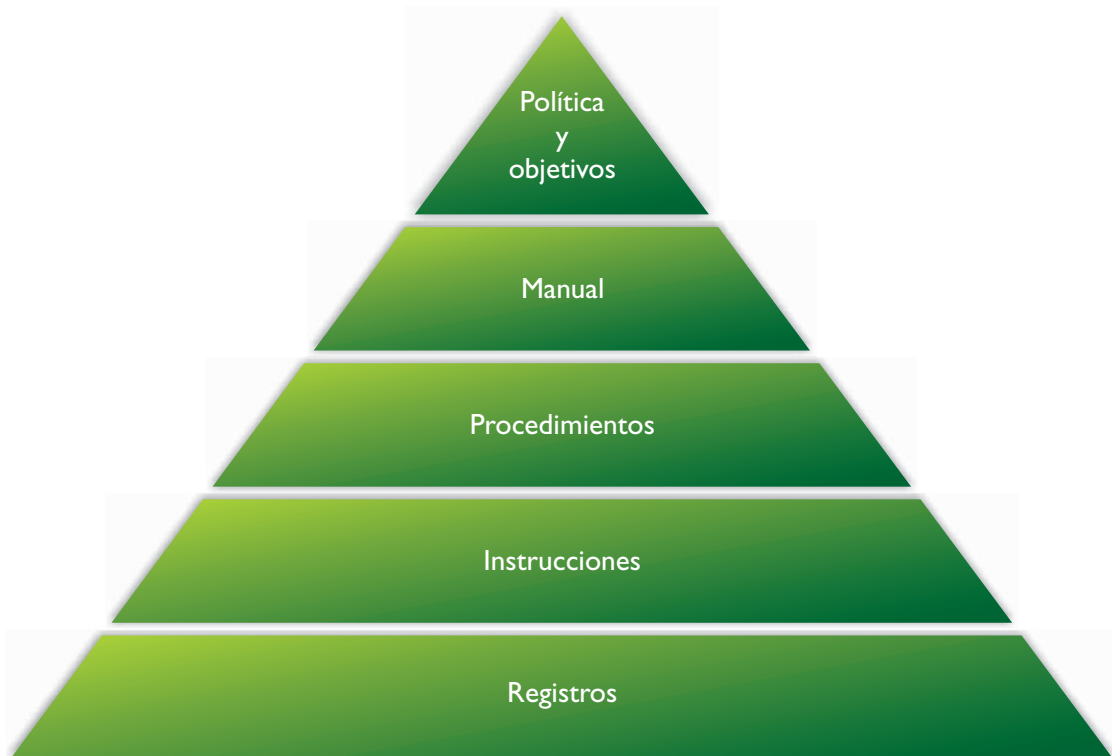 Política
y
objetivos
Manual
Procedimientos
Instrucciones
Registros